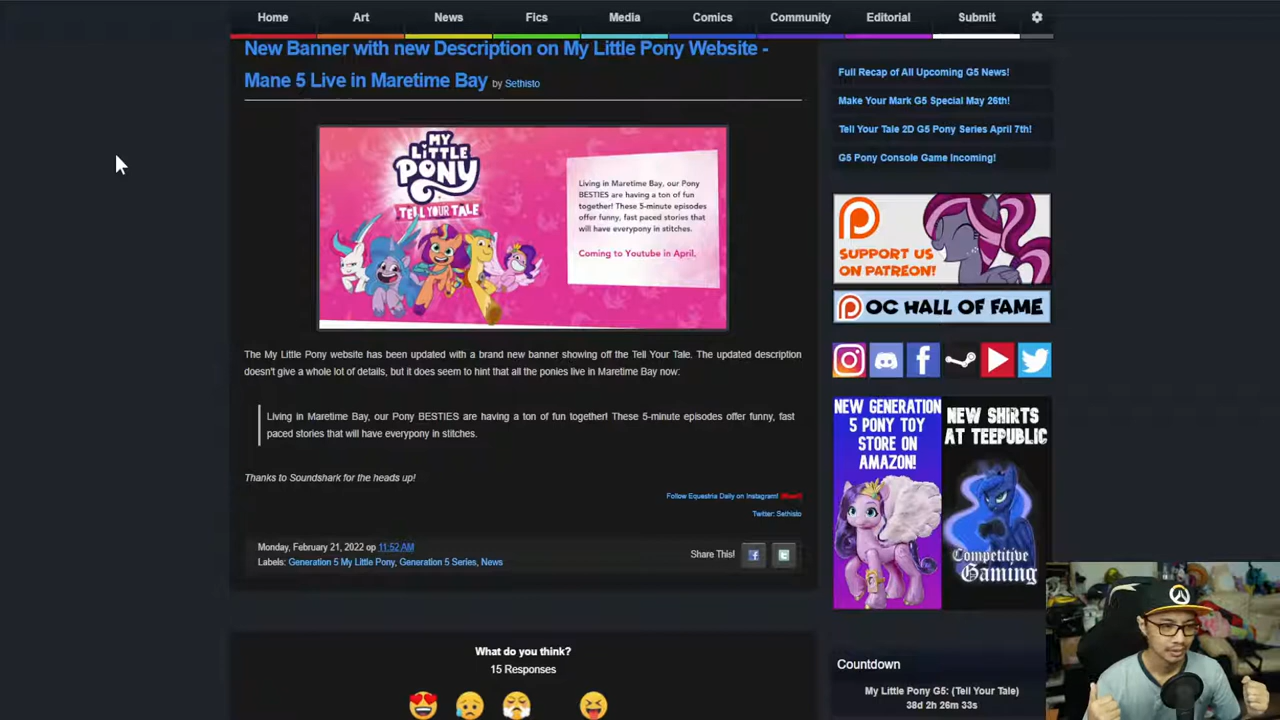 Home Art News Fics Media Comics Community Editorial Submit
New Banner with new Description on My Little Pony Website -
Mane 5 Live in Maretime Bay by Sethisto
MY
LITTLE
PONY
TELL YOUR TALE
Living in Maretime Bay, our Pony
BESTIES are having a ton of fun
together! These 5-minute episodes
offer funny, fast paced stories that
will have everypony in stitches.
Coming to Youtube in April.
The My Little Pony website has been updated with a brand new banner showing off the Tell Your Tale. The updated description
doesn't give a whole lot of details, but it does seem to hint that all the ponies live in Maretime Bay now:
Living in Maretime Bay, our Pony BESTIES are having a ton of fun together! These 5-minute episodes offer funny, fast
paced stories that will have everypony in stitches.
Thanks to Soundshark for the heads up!
Follow Equestria Daily on Instagram!
Twitter: Sethisto
Monday, February 21, 2022 op 11:52 AM
Labels: Generation 5 My Little Pony, Generation 5 Series, News
Share This!
What do you think?
15 Responses
Full Recap of All Upcoming G5 News!
Make Your Mark G5 Special May 26th!
Tell Your Tale 2D G5 Pony Series April 7th!
G5 Pony Console Game Incoming!
SUPPORT US
ON PATREON!
OC HALL OF FAME
NEW GENERATION
5 PONY TOY
STORE ON
AMAZON!
NEW SHIRTS
AT TEEPUBLIC
Competitive
Gaming
Countdown
My Little Pony G5: (Tell Your Tale)
38d 2h 26m 33s